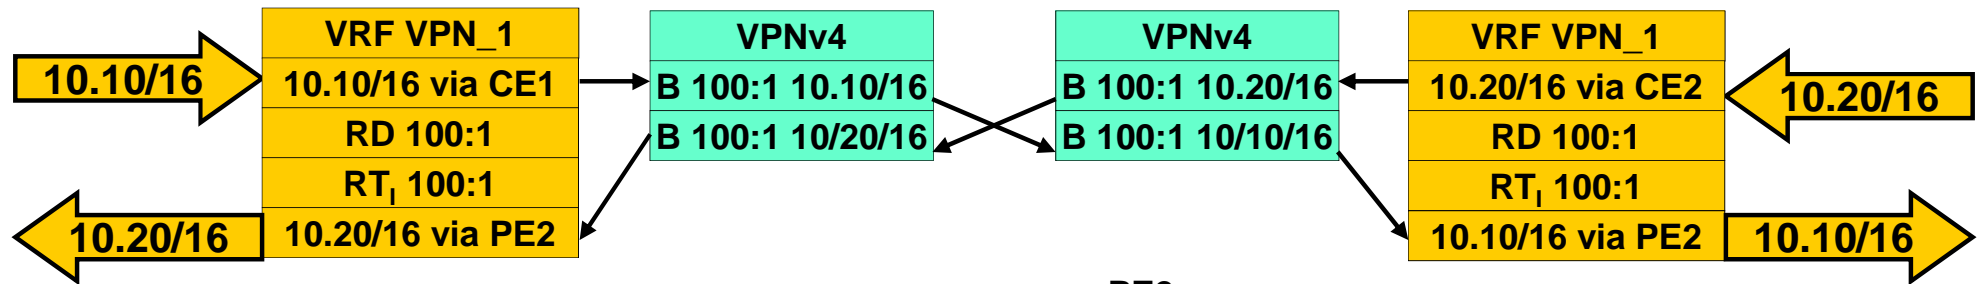 10.10/16
VRF VPN_1
10.10/16 via CE1
RD 100:1
RTI 100:1
10.20/16 via PE2
10.20/16
VPNv4
B 100:1 10.10/16
B 100:1 10/20/16
VPNv4
B 100:1 10.20/16
B 100:1 10/10/16
VRF VPN_1
10.20/16 via CE2
RD 100:1
RTI 100:1
10.10/16 via PE2
10.20/16
10.10/16